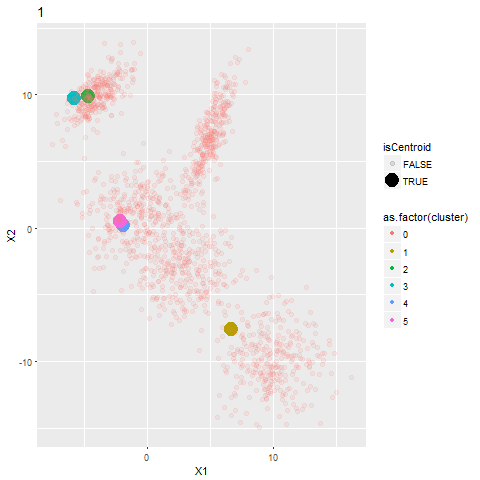 1
X2
10
0
-10
0
10
X1
isCentroid
FALSE
TRUE
as.factor(cluster)
0
1
2
3
4
5